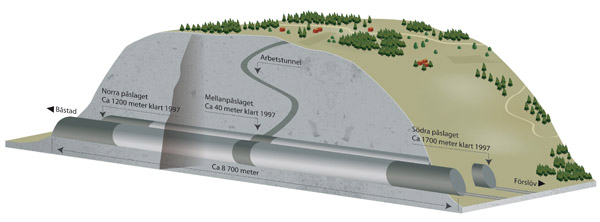 Arbetstunnel
Norra påslaget
Ca 1200 meter klart 1997
Mellanpåslaget
Ca 40 meter klart 1997
Båstad
Södra påslaget
Ca 1700 meter klart 1997
Ca 8 700 meter
Förslöv